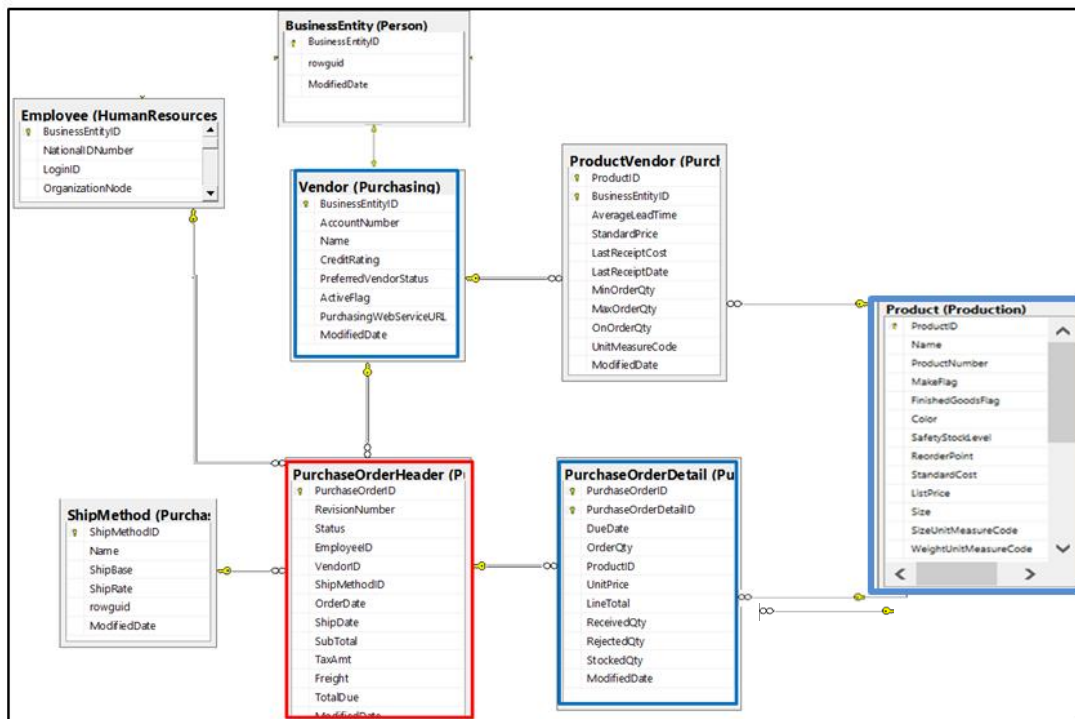 BusinessEntity (Person)
BusinessEntityID
rowguid
ModifiedDate
Employee (HumanResources
BusinessEntityID
NationalIDNumber
LoginID
OrganizationNode
Vendor (Purchasing)
BusinessEntityID
AccountNumber
Name
CreditRating
PreferredVendorStatus
ActiveFlag
PurchasingWebServiceURL
ModifiedDate
ProductVendor (Purch
ProductID
BusinessEntityID
AverageLeadTime
StandardPrice
LastReceiptCost
LastReceiptDate
MinOrderQty
MaxOrderQty
OnOrderQty
UnitMeasureCode
ModifiedDate
Product (Production)
ProductID
Name
ProductNumber
MakeFlag
FinishedGoodsFlag
Color
SafetyStockLevel
ReorderPoint
StandardCost
ListPrice
Size
SizeUnitMeasureCode
WeightUnitMeasureCode
ShipMethod (Purchas
ShipMethodID
Name
ShipBase
ShipRate
rowguid
ModifiedDate
PurchaseOrderHeader (P
PurchaseOrderID
RevisionNumber
Status
EmployeeID
VendorID
ShipMethodID
OrderDate
ShipDate
SubTotal
TaxAmt
Freight
TotalDue
ModifiedDate
PurchaseOrderDetail (Pu
PurchaseOrderID
PurchaseOrderDetailID
DueDate
OrderQty
ProductID
UnitPrice
LineTotal
ReceivedQty
RejectedQty
StockedQty
ModifiedDate